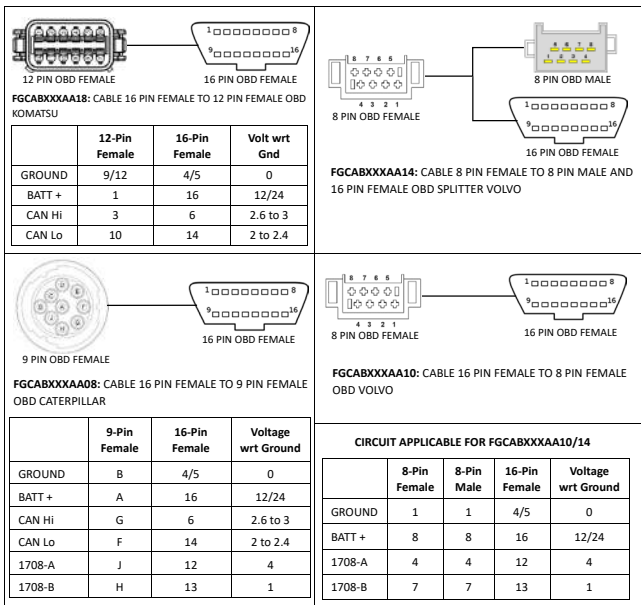 1 8
9 16
12 PIN OBD FEMALE 16 PIN OBD FEMALE
FGCABXXXAA18: CABLE 16 PIN FEMALE TO 12 PIN FEMALE OBD
KOMATSU
12-Pin Female 16-Pin Female Volt wrt Gnd
GROUND 9/12 4/5 0
BATT + 1 16 12/24
CAN Hi 3 6 2.6 to 3
CAN Lo 10 14 2 to 2.4
8 7 6 5
4 3 2 1
8 PIN OBD FEMALE
5 6 7 8
1 2 3 4
8 PIN OBD MALE
1 8
9 16
16 PIN OBD FEMALE
FGCABXXXAA14: CABLE 8 PIN FEMALE TO 8 PIN MALE AND
16 PIN FEMALE OBD SPLITTER VOLVO
1 8
9 16
16 PIN OBD FEMALE
9 PIN OBD FEMALE
FGCABXXXAA08: CABLE 16 PIN FEMALE TO 9 PIN FEMALE
OBD CATERPILLAR
9-Pin Female 16-Pin Female Voltage wrt Ground
GROUND B 4/5 0
BATT + A 16 12/24
CAN Hi G 6 2.6 to 3
CAN Lo F 14 2 to 2.4
1708-A J 12 4
1708-B H 13 1
8 7 6 5
4 3 2 1
8 PIN OBD FEMALE
1 8
9 16
16 PIN OBD FEMALE
FGCABXXXAA10: CABLE 16 PIN FEMALE TO 8 PIN FEMALE
OBD VOLVO
CIRCUIT APPLICABLE FOR FGCABXXXAA10/14
8-Pin Female 8-Pin Male 16-Pin Female Voltage wrt Ground
GROUND 1 1 4/5 0
BATT + 8 8 16 12/24
1708-A 4 4 12 4
1708-B 7 7 13 1